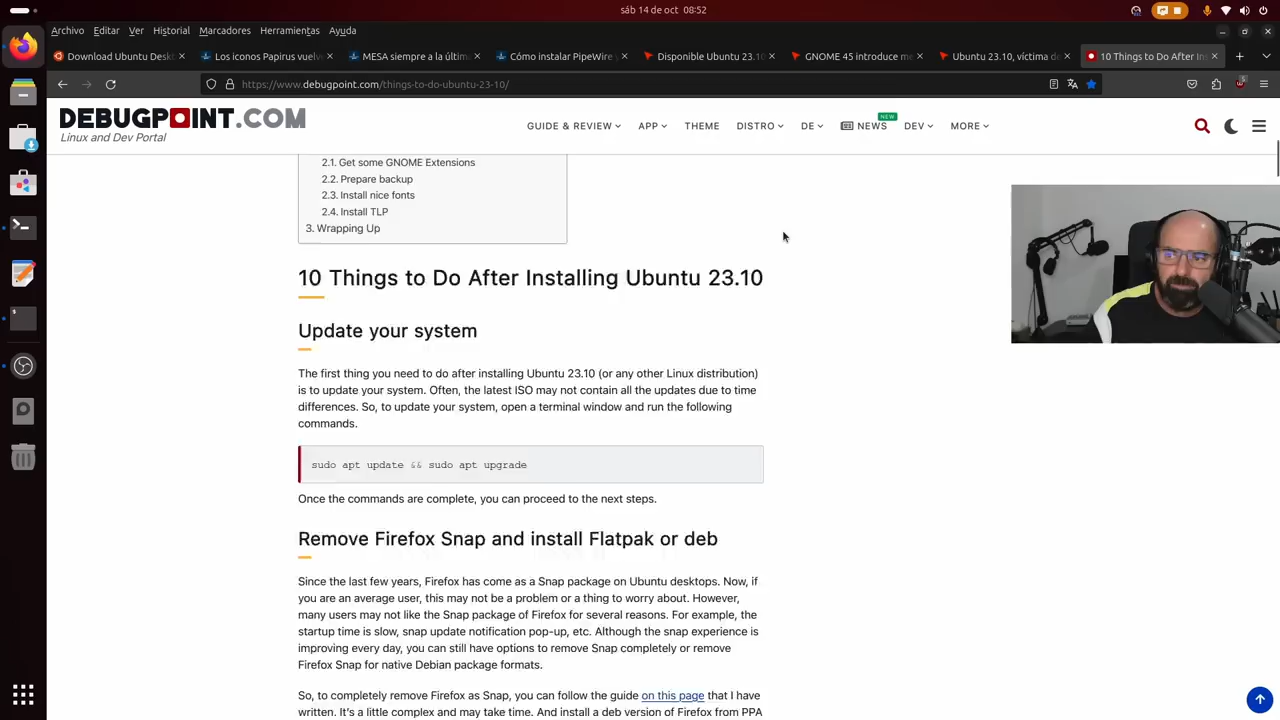 sáb 14 de oct 08:52
Archivo Editar Ver Historial Marcadores Herramientas Ayuda
Download Ubuntu Deskt
Los iconos Papirus vuelve
MESA siempre a la últim
Cómo instalar PipeWire y
Disponible Ubuntu 23.10
GNOME 45 introduce me
Ubuntu 23.10, víctima de
10 Things to Do After Ins
https://www.debugpoint.com/things-to-do-ubuntu-23-10/
DEBUGPOINT.COM
Linux and Dev Portal
GUIDE & REVIEW APP THEME DISTRO DE NEWS NEW DEV MORE
2.1. Get some GNOME Extensions
2.2. Prepare backup
2.3. Install nice fonts
2.4. Install TLP
3. Wrapping Up
10 Things to Do After Installing Ubuntu 23.10
Update your system
The first thing you need to do after installing Ubuntu 23.10 (or any other Linux distribution)
is to update your system. Often, the latest ISO may not contain all the updates due to time
differences. So, to update your system, open a terminal window and run the following
commands.
sudo apt update && sudo apt upgrade
Once the commands are complete, you can proceed to the next steps.
Remove Firefox Snap and install Flatpak or deb
Since the last few years, Firefox has come as a Snap package on Ubuntu desktops. Now, if
you are an average user, this may not be a problem or a thing to worry about. However,
many users may not like the Snap package of Firefox for several reasons. For example, the
startup time is slow, snap update notification pop-up, etc. Although the snap experience is
improving every day, you can still have options to remove Snap completely or remove
Firefox Snap for native Debian package formats.
So, to completely remove Firefox as Snap, you can follow the guide on this page that I have
written. It's a little complex and may take time. And install a deb version of Firefox from PPA